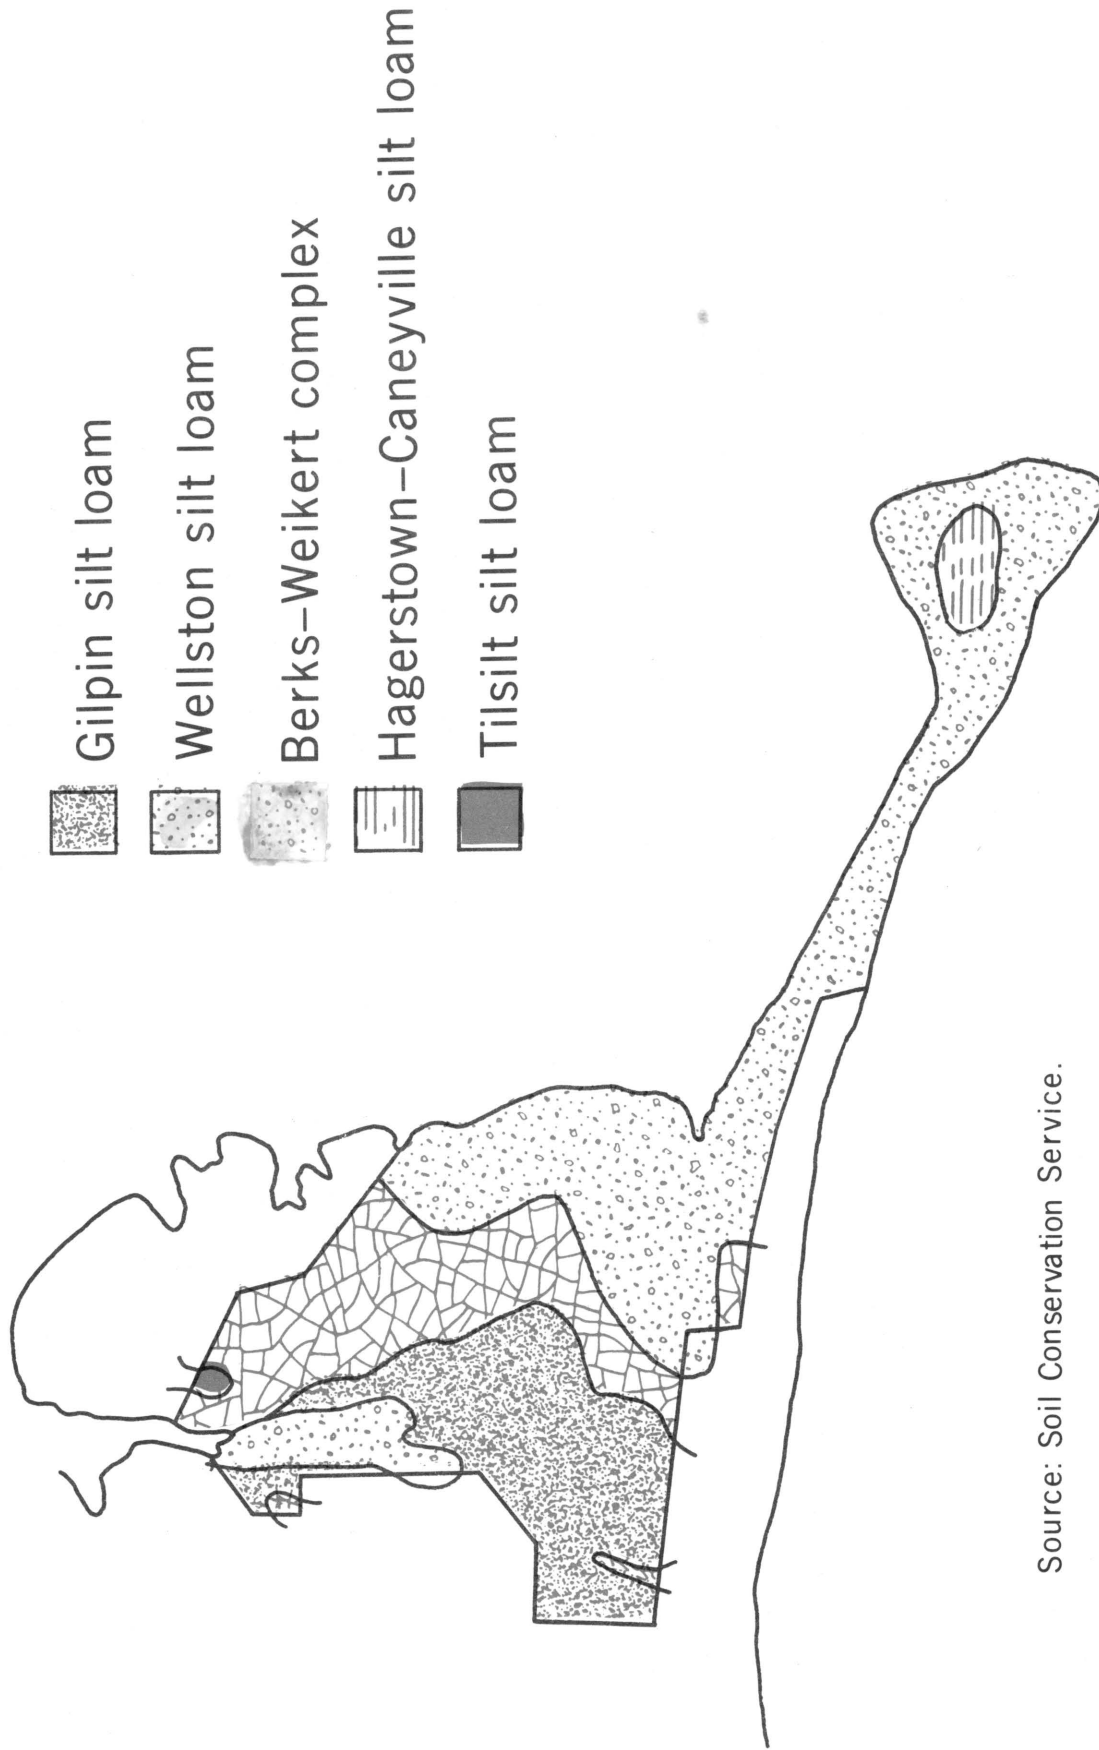 Gilpin silt loam
Wellston silt loam
Berks–Weikert complex
Hagerstown–Caneyville silt loam
Tilsilt silt loam
Source: Soil Conservation Service.